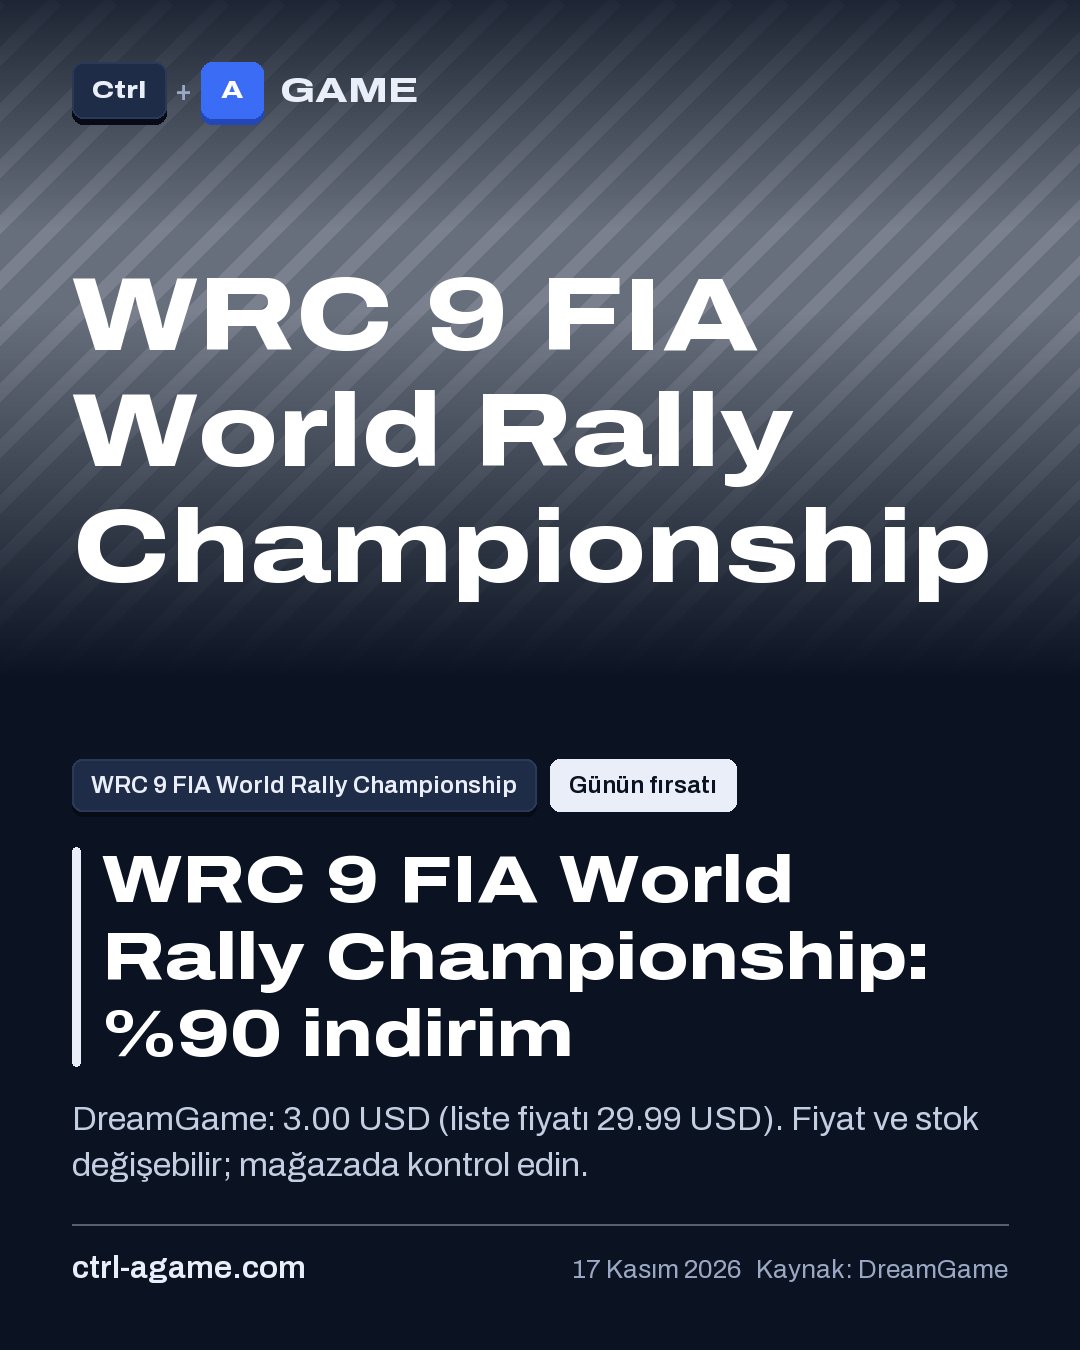 Ctrl + A GAME
WRC 9 FIA
World Rally
Championship
WRC 9 FIA World Rally Championship Günün fırsatı
WRC 9 FIA World
Rally Championship:
%90 indirim
DreamGame: 3.00 USD (liste fiyatı 29.99 USD). Fiyat ve stok
değişebilir; mağazada kontrol edin.
ctrl-agame.com 17 Kasım 2026 Kaynak: DreamGame